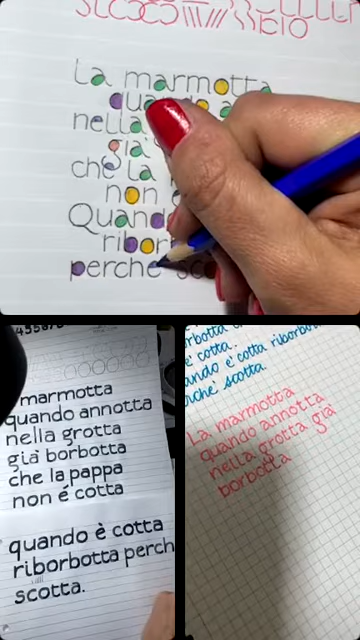 La marmotta
nella
già
che la
non
Quando
ribor
perchè sco
marmotta
quando annotta
nella grotta
già borbotta
che la pappa
non é cotta
quando è cotta
riborbotta perch
scotta.
è cotta.
ando e' cotta riborbo
rchè scotta.
La marmotta
quando annotta
nella grotta già
borbotta